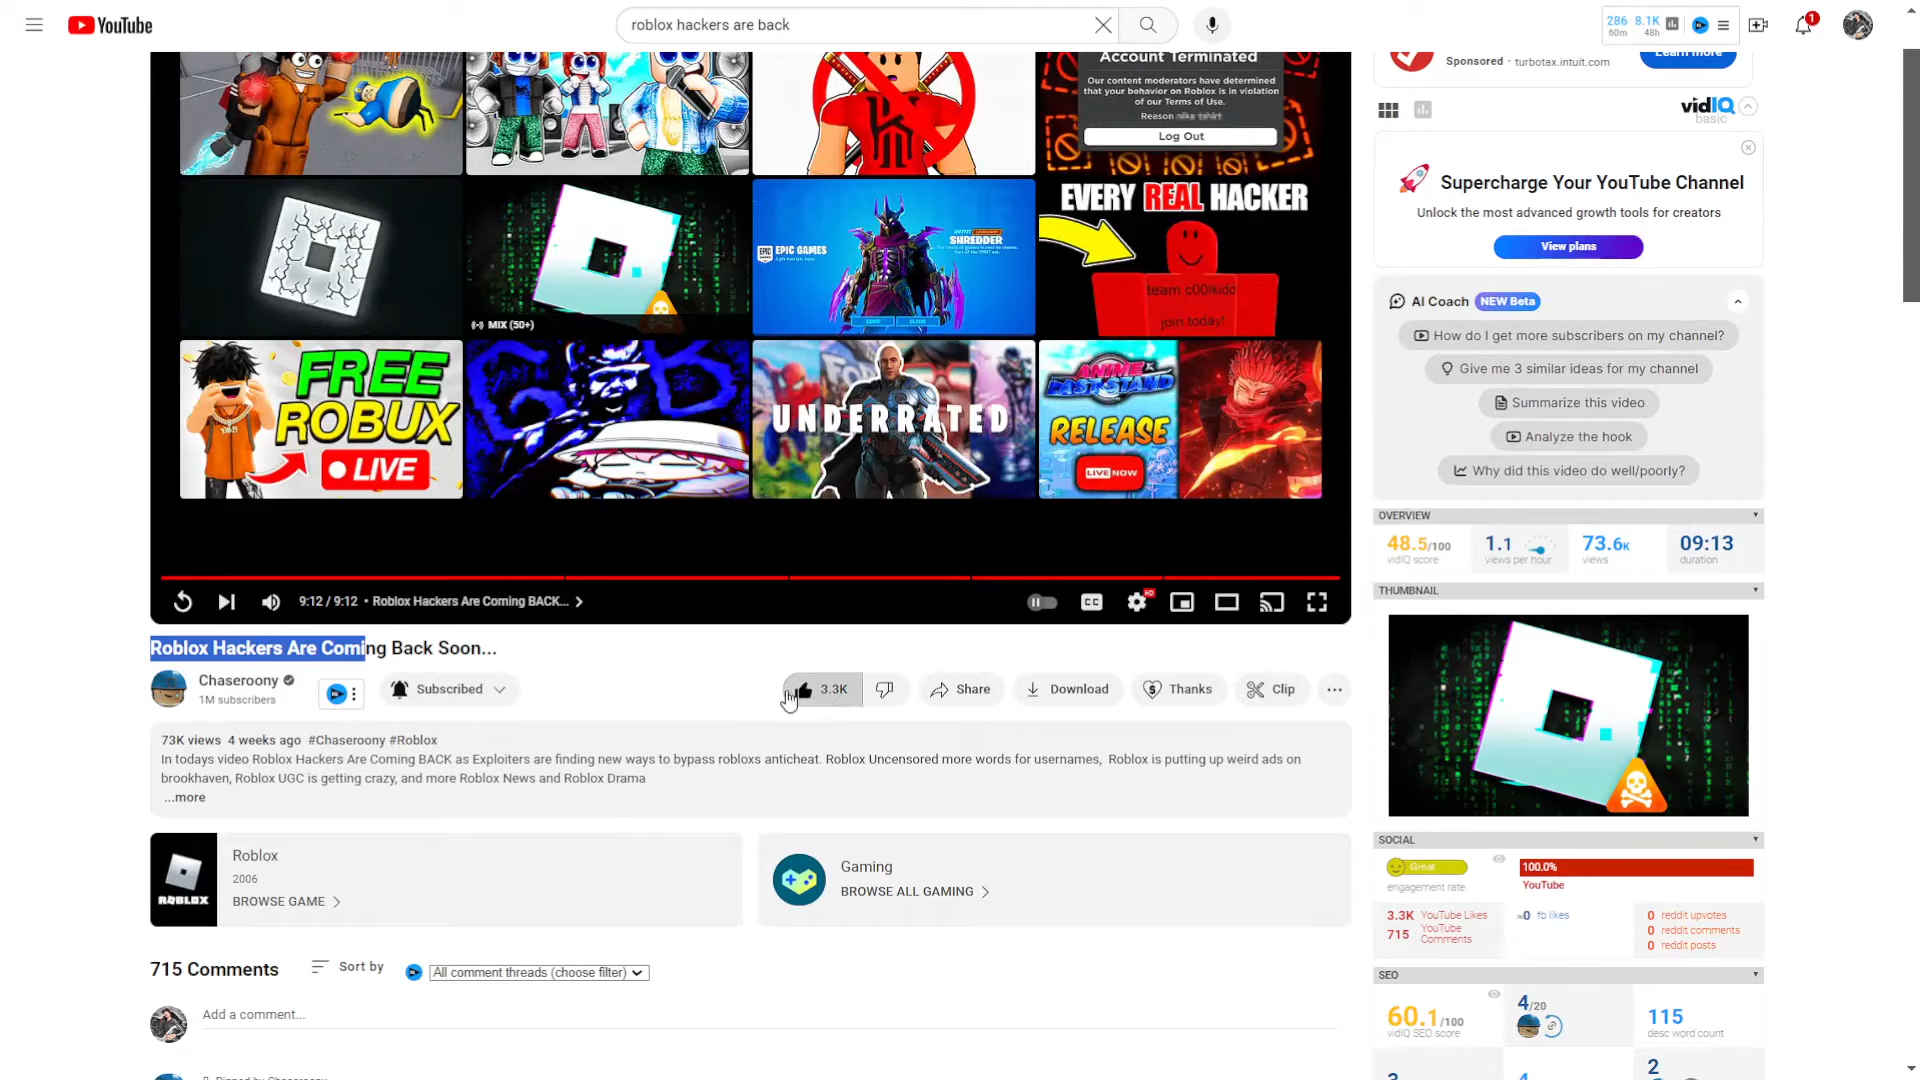 YouTube
roblox hackers are back
286
60m
8.1K
48h
1
Account Terminated
Our content moderators have determined
that your behavior on Roblox is in violation
of our Terms of Use.
Reason
Log Out
EPIC GAMES
SHREDDER
EVERY REAL HACKER
team c00lkidd
join today!
MIX (50+)
FREE
ROBUX
LIVE
UNDERRATED
ANIME
LAST STAND
RELEASE
LIVE NOW
9:12 / 9:12 • Roblox Hackers Are Coming BACK...
CC
HD
Roblox Hackers Are Coming Back Soon...
Chaseroony
1M subscribers
Subscribed
3.3K
Share
Download
Thanks
Clip
73K views 4 weeks ago #Chaseroony #Roblox
In todays video Roblox Hackers Are Coming BACK as Exploiters are finding new ways to bypass robloxs anticheat. Roblox Uncensored more words for usernames, Roblox is putting up weird ads on
brookhaven, Roblox UGC is getting crazy, and more Roblox News and Roblox Drama
...more
ROBLOX
Roblox
2006
BROWSE GAME
Gaming
BROWSE ALL GAMING
715 Comments
Sort by
All comment threads (choose filter)
Add a comment...
Pinned by Chaseroony
Sponsored · turbotax.intuit.com
Learn more
vidIQ
basic
Supercharge Your YouTube Channel
Unlock the most advanced growth tools for creators
View plans
AI Coach
NEW Beta
How do I get more subscribers on my channel?
Give me 3 similar ideas for my channel
Summarize this video
Analyze the hook
Why did this video do well/poorly?
OVERVIEW
48.5/100
vidIQ score
1.1
views per hour
73.6K
views
09:13
duration
THUMBNAIL
SOCIAL
Great
engagement rate
100.0%
YouTube
3.3K YouTube Likes
715 YouTube Comments
≈0 fb likes
0 reddit upvotes
0 reddit comments
0 reddit posts
SEO
60.1/100
vidIQ SEO score
4/20
115
desc word count
2